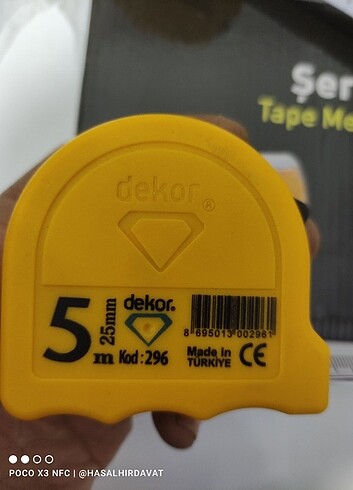 Şer
Tape Me
dekor®
5 m 25mm
dekor.
Kod : 296
8 695013 002961
Made In
TÜRKİYE
CE
POCO X3 NFC | @HASALHIRDAVAT